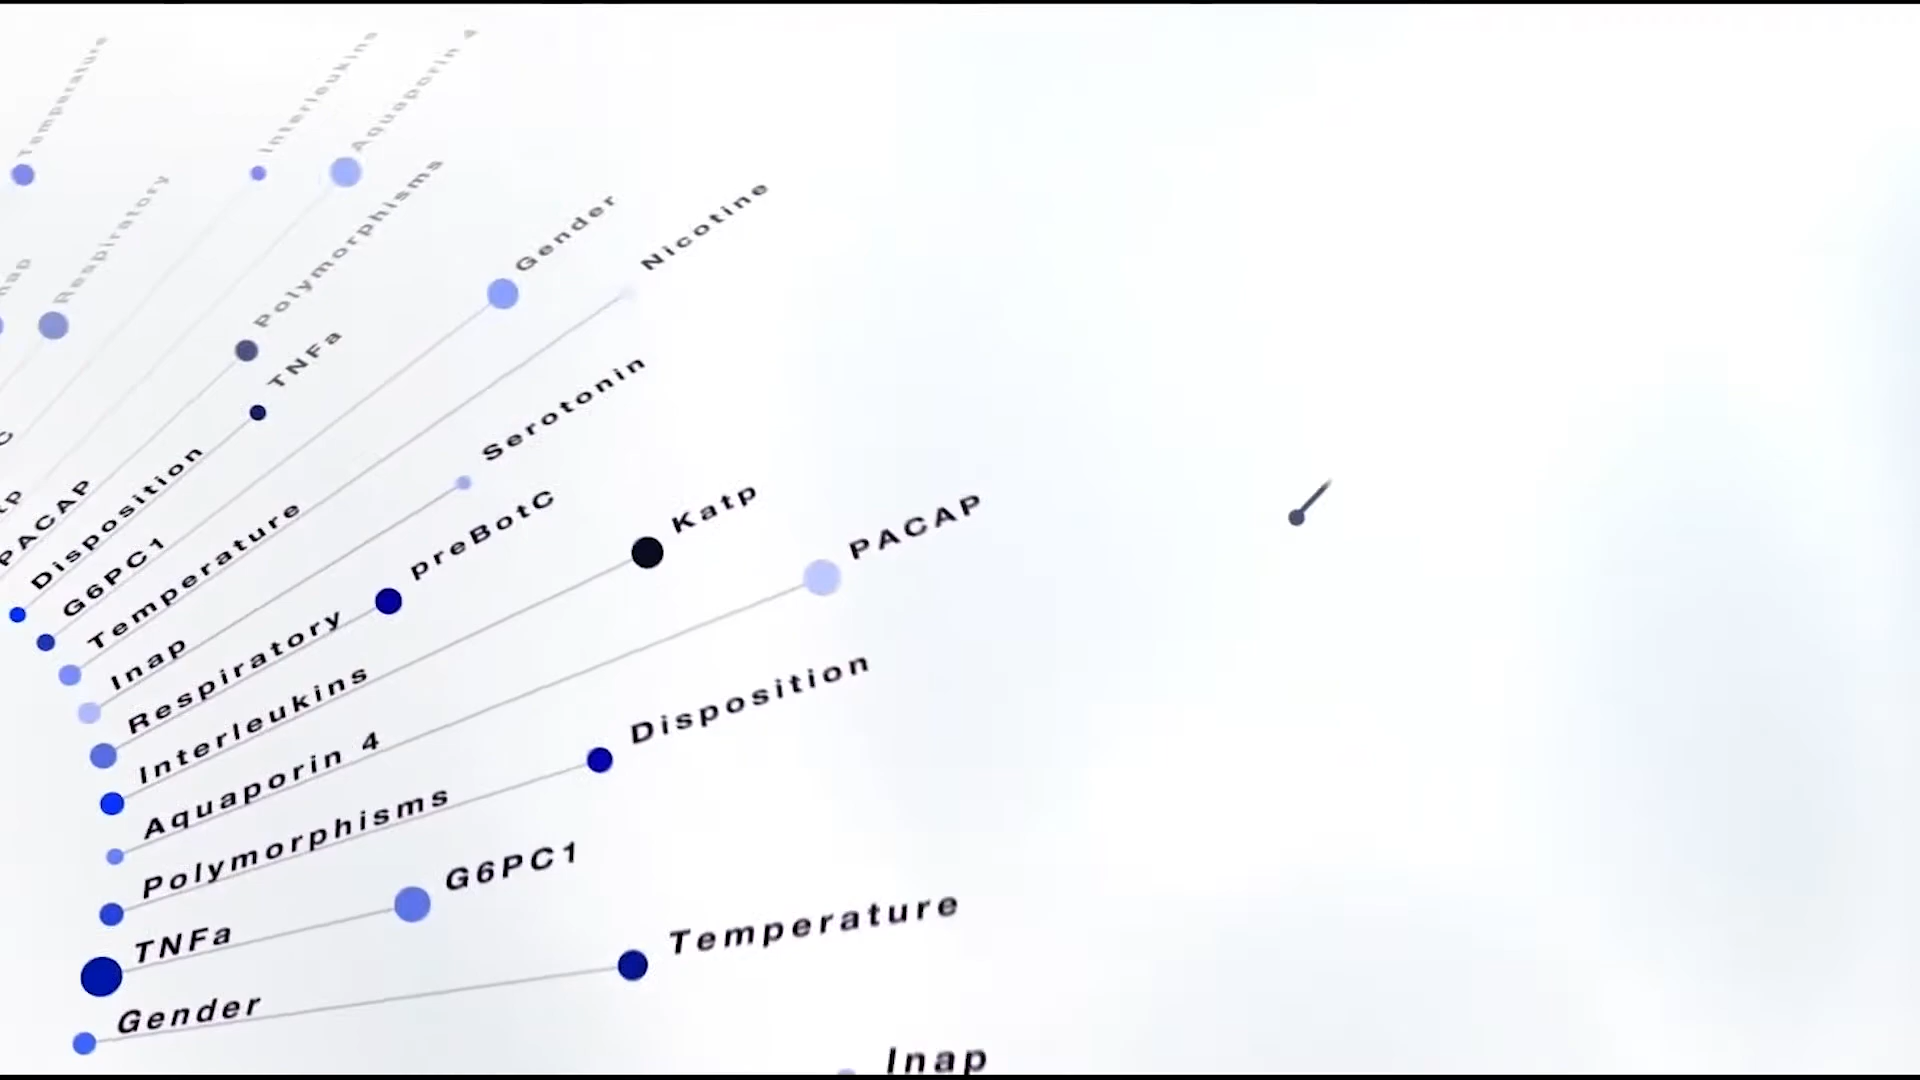 Temperature
Interleukins
Aquaporin 4
Respiratory
Polymorphisms
Gender
Nicotine
TNFa
Serotonin
PACAP
Disposition
G6PC1
Temperature
Inap
Respiratory
preBotC
Interleukins
Katp
Aquaporin 4
PACAP
Polymorphisms
Disposition
TNFa
G6PC1
Gender
Temperature
Inap